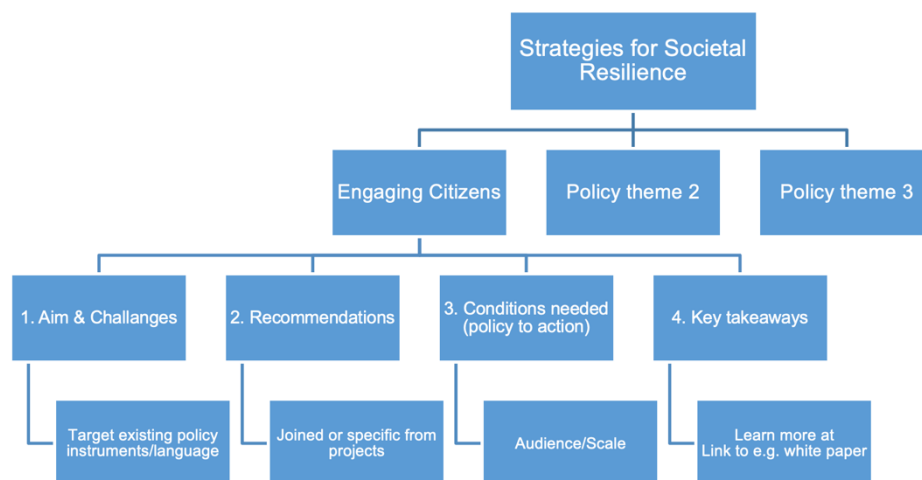 Strategies for Societal
Resilience
Engaging Citizens
Policy theme 2
Policy theme 3
1. Aim & Challanges
2. Recommendations
3. Conditions needed
(policy to action)
4. Key takeaways
Target existing policy
instruments/language
Joined or specific from
projects
Audience/Scale
Learn more at
Link to e.g. white paper